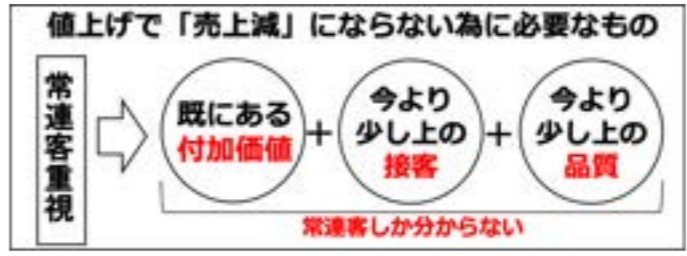 値上げで「売上減」にならない為に必要なもの
常連客重視
既にある
付加価値
+
今より
少し上の
接客
+
今より
少し上の
品質
常連客しか分からない